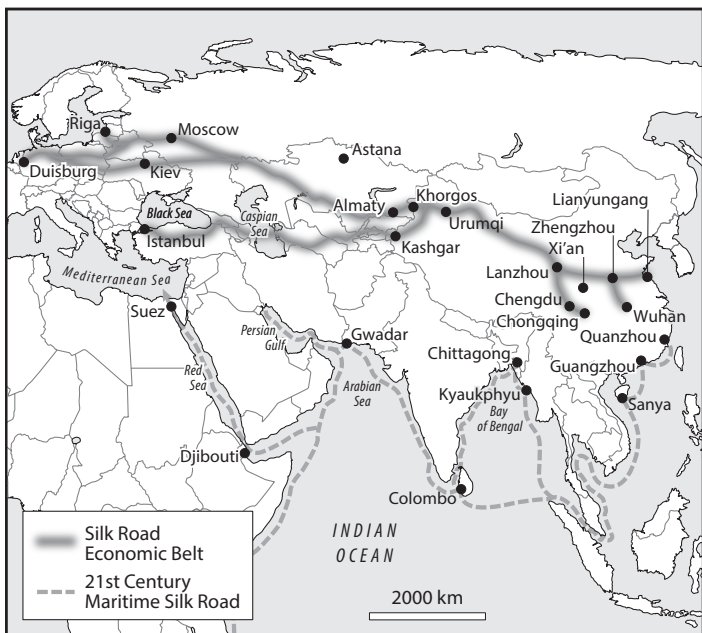 Riga
Moscow
Astana
Duisburg
Kiev
Khorgos
Lianyungang
Almaty
Black Sea
Caspian
Sea
Urumqi
Zhengzhou
Istanbul
Kashgar
Xi’an
Lanzhou
Mediterranean Sea
Chengdu
Suez
Chongqing
Wuhan
Persian
Gulf
Gwadar
Quanzhou
Chittagong
Guangzhou
Red
Sea
Arabian
Sea
Kyaukphyu
Bay
of Bengal
Sanya
Djibouti
Colombo
INDIAN
OCEAN
Silk Road
Economic Belt
21st Century
Maritime Silk Road
2000 km